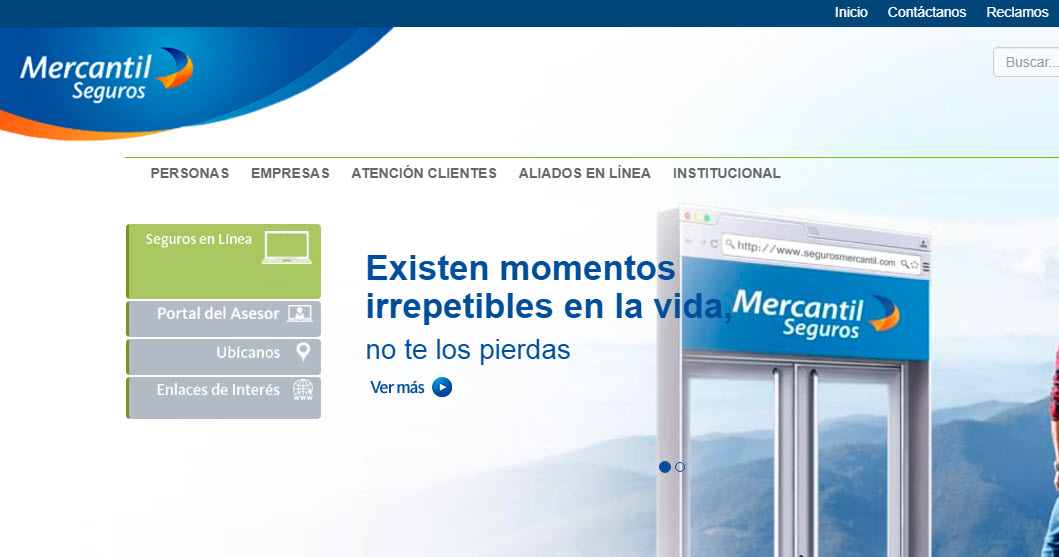 Inicio Contáctanos Reclamos
Mercantil
Seguros
Buscar...
PERSONAS EMPRESAS ATENCIÓN CLIENTES ALIADOS EN LÍNEA INSTITUCIONAL
Seguros en Línea
Portal del Asesor
Ubícanos
Enlaces de Interés
WWW
Existen momentos
irrepetibles en la vida,
no te los pierdas
Ver más
http://www.segurosmercantil.com
Mercantil
Seguros